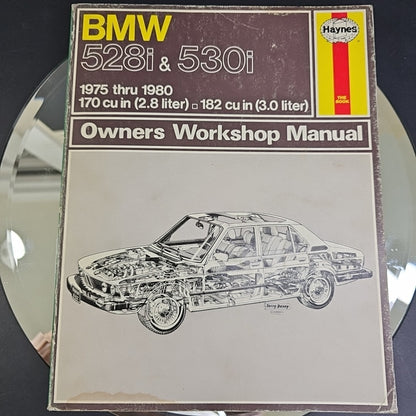 BMW
528i & 530i
1975 thru 1980
170 cu in (2.8 liter) □ 182 cu in (3.0 liter)
Haynes
THE BOOK
Owners Workshop Manual